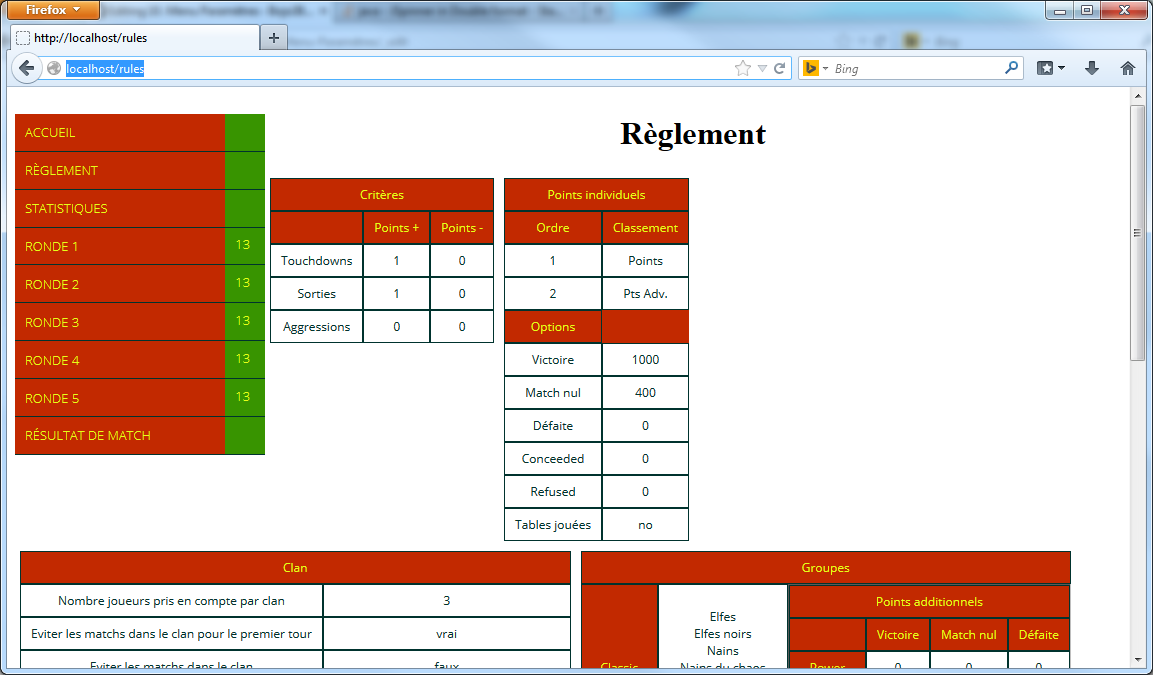 Firefox
http://localhost/rules
localhost/rules
Bing
ACCUEIL
RÈGLEMENT
STATISTIQUES
RONDE 1 13
RONDE 2 13
RONDE 3 13
RONDE 4 13
RONDE 5 13
RÉSULTAT DE MATCH
Règlement
Critères
Points + Points -
Touchdowns 1 0
Sorties 1 0
Aggressions 0 0
Points individuels
Ordre Classement
1 Points
2 Pts Adv.
Options
Victoire 1000
Match nul 400
Défaite 0
Conceeded 0
Refused 0
Tables jouées no
Clan
Nombre joueurs pris en compte par clan 3
Eviter les matchs dans le clan pour le premier tour vrai
Eviter les matchs dans le clan faux
Groupes
Classic
Elfes
Elfes noirs
Nains
Nains du chaos
Points additionnels
Victoire Match nul Défaite
Power 0 0 0